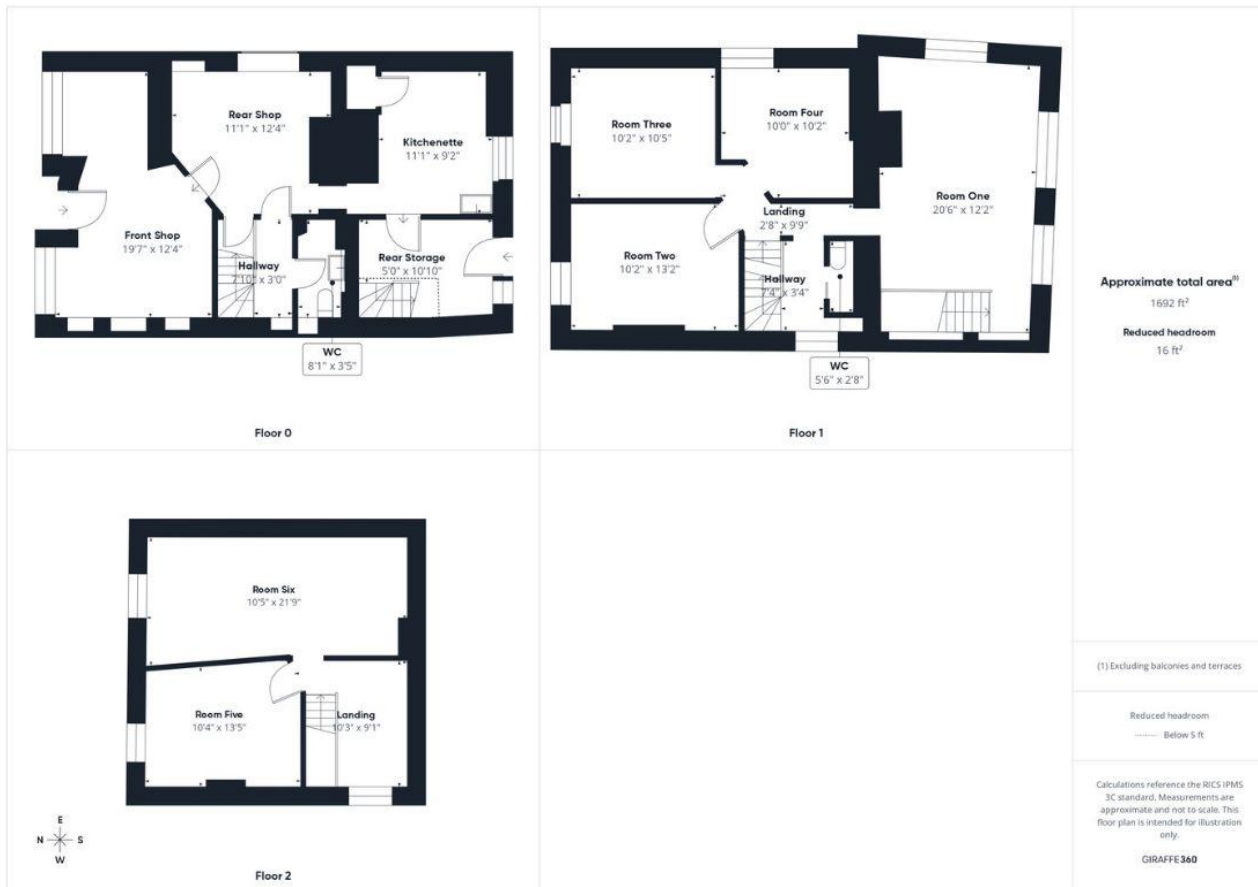 Rear Shop
11'1" x 12'4"
Kitchenette
11'1" x 9'2"
Front Shop
19'7" x 12'4"
Hallway
7'10" x 3'0"
Rear Storage
5'0" x 10'10"
WC
8'1" x 3'5"
Floor 0
Room Three
10'2" x 10'5"
Room Four
10'0" x 10'2"
Room One
20'6" x 12'2"
Landing
2'8" x 9'9"
Room Two
10'2" x 13'2"
Hallway
7'4" x 3'4"
WC
5'6" x 2'8"
Floor 1
Room Six
10'5" x 21'9"
Room Five
10'4" x 13'5"
Landing
10'3" x 9'1"
E
N S
W
Floor 2
Approximate total area(1)
1692 ft²
Reduced headroom
16 ft²
(1) Excluding balconies and terraces
Reduced headroom
Below 5 ft
Calculations reference the RICS IPMS
3C standard. Measurements are
approximate and not to scale. This
floor plan is intended for illustration
only.
GIRAFFE360